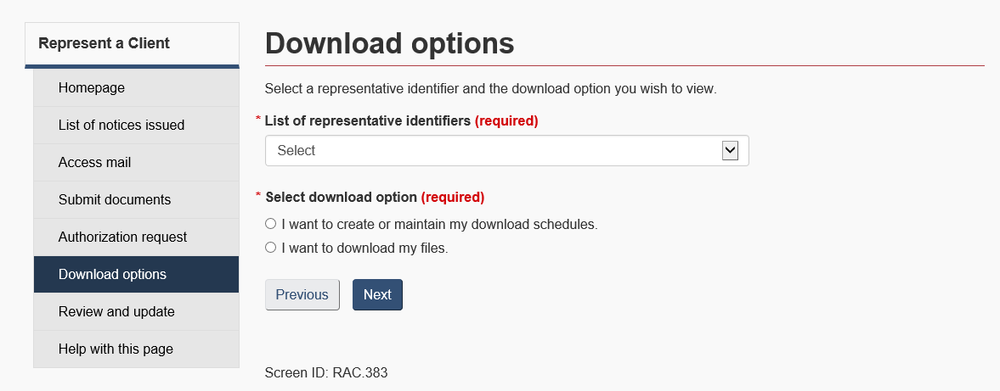 Represent a Client
Homepage
List of notices issued
Access mail
Submit documents
Authorization request
Download options
Review and update
Help with this page
Download options
Select a representative identifier and the download option you wish to view.
* List of representative identifiers (required)
Select
* Select download option (required)
I want to create or maintain my download schedules.
I want to download my files.
Previous Next
Screen ID: RAC.383